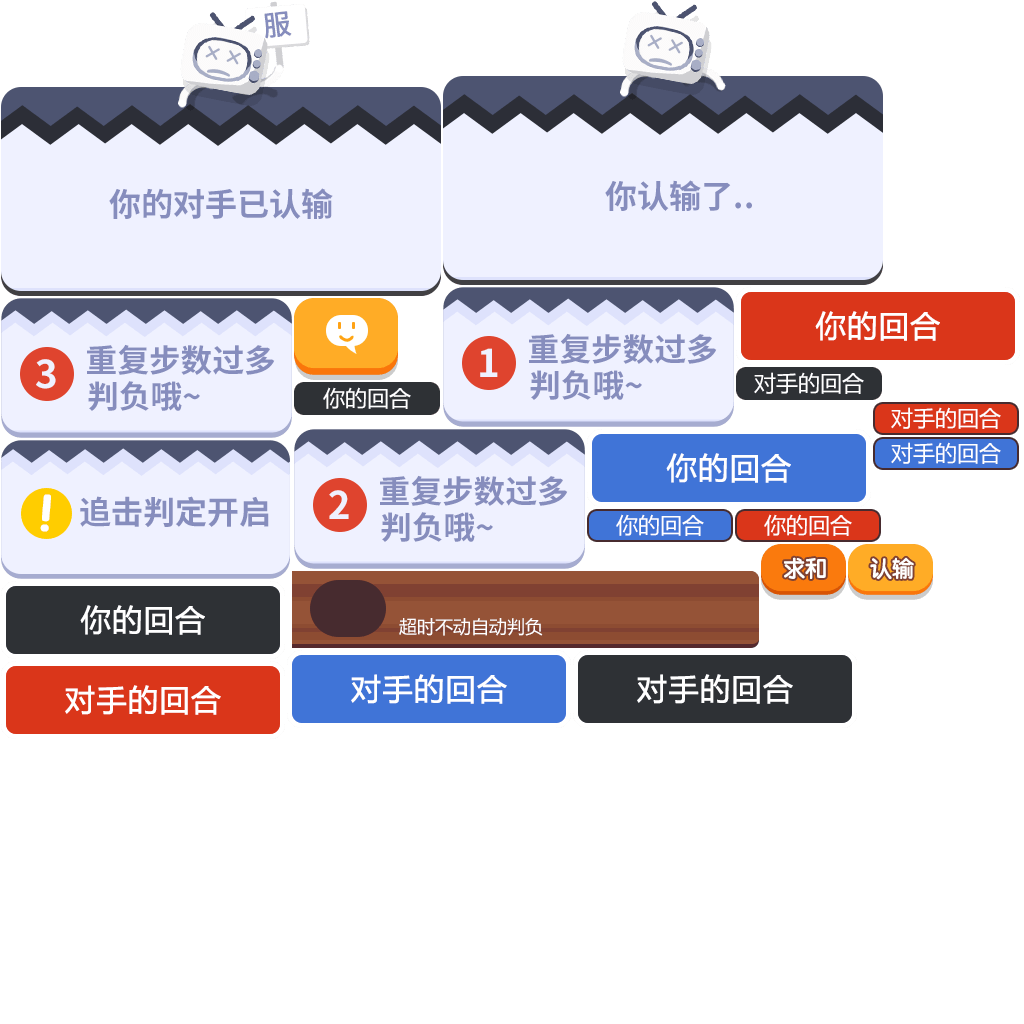 服
你的对手已认输
你认输了..
3
重复步数过多
判负哦~
你的回合
1
重复步数过多
判负哦~
你的回合
对手的回合
对手的回合
对手的回合
!
追击判定开启
2
重复步数过多
判负哦~
你的回合
你的回合
你的回合
求和
认输
你的回合
超时不动自动判负
对手的回合
对手的回合
对手的回合